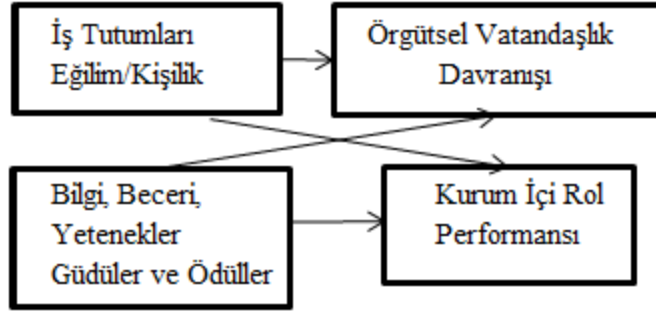 İş Tutumları
Eğilim/Kişilik
Örgütsel Vatandaşlık
Davranışı
Bilgi, Beceri,
Yetenekler
Güdüler ve Ödüller
Kurum İçi Rol
Performansı